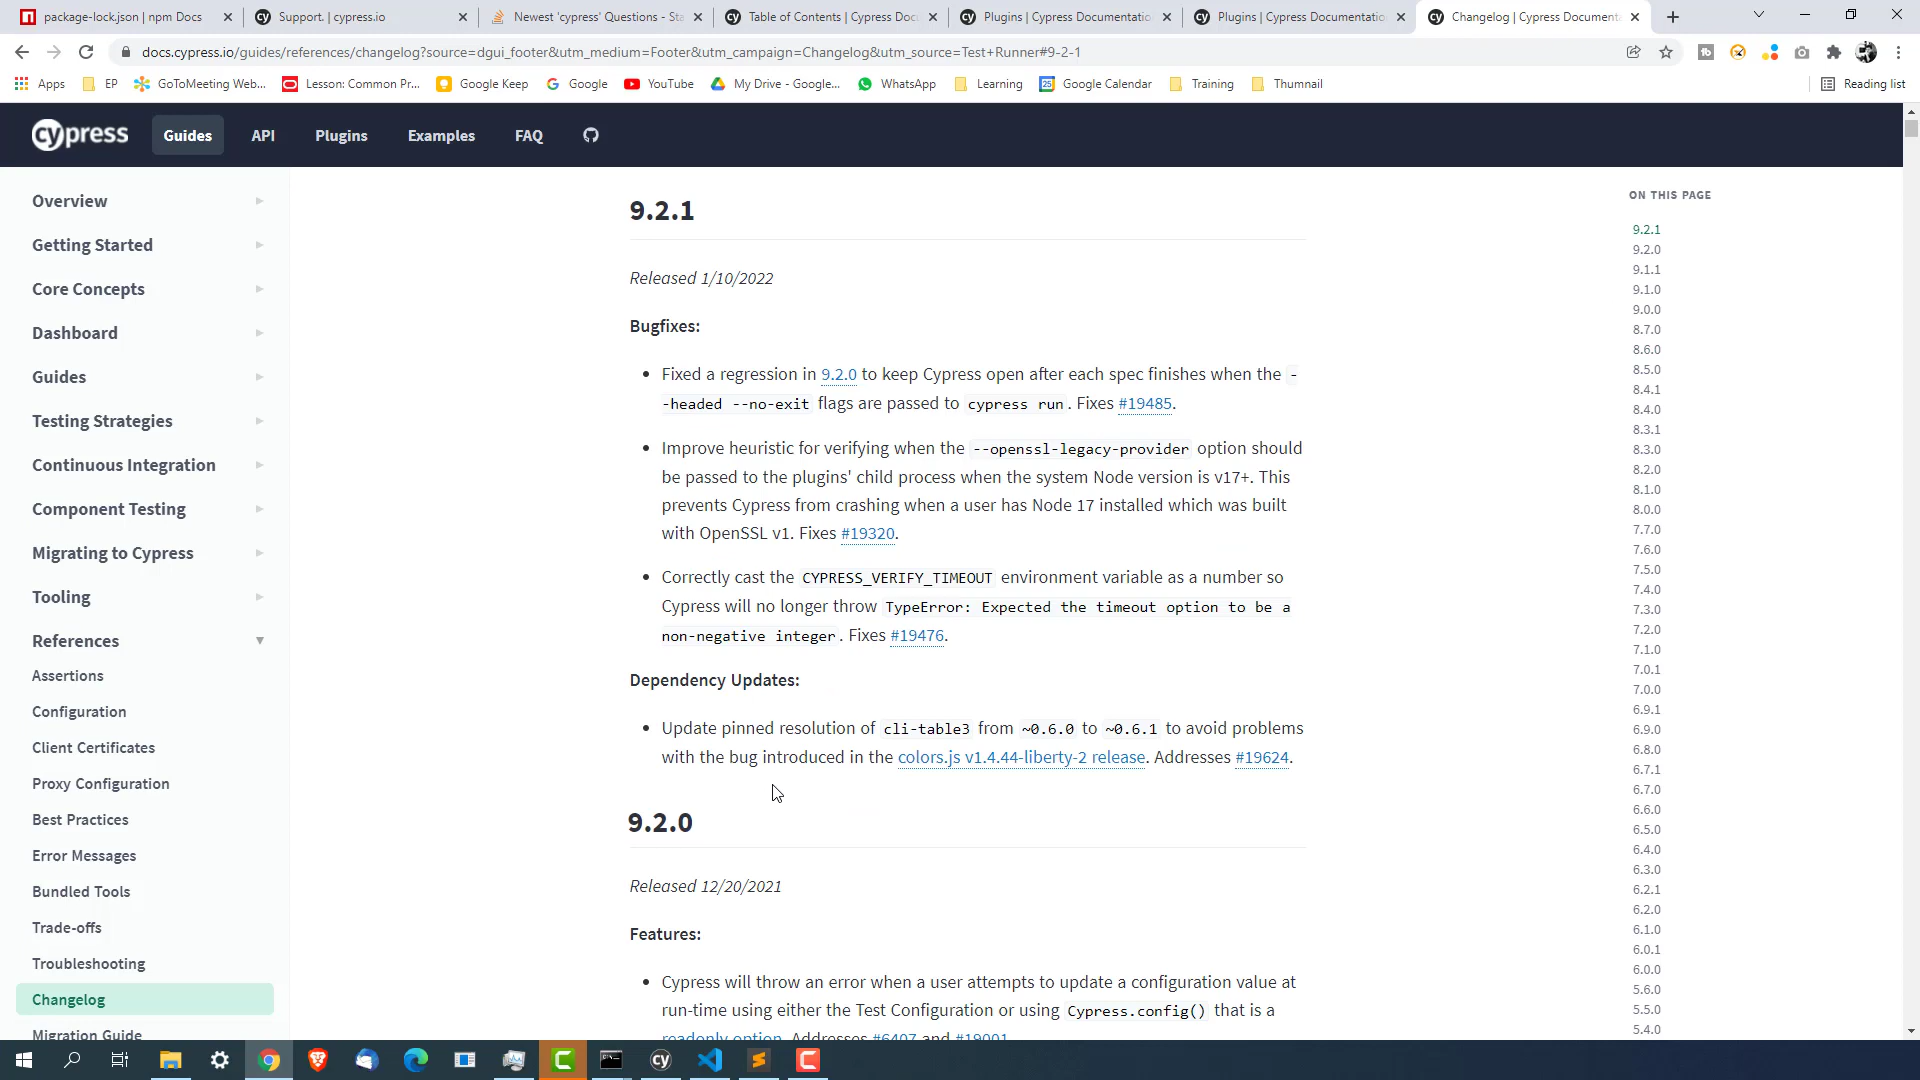 package-lock.json | npm Docs
Support. | cypress.io
Newest 'cypress' Questions - Sta
Table of Contents | Cypress Doc
Plugins | Cypress Documentatio
Plugins | Cypress Documentatio
Changelog | Cypress Document
docs.cypress.io/guides/references/changelog?source=dgui_footer&utm_medium=Footer&utm_campaign=Changelog&utm_source=Test+Runner#9-2-1
Apps
EP
GoToMeeting Web...
Lesson: Common Pr...
Google Keep
Google
YouTube
My Drive - Google...
WhatsApp
Learning
Google Calendar
Training
Thumnail
Reading list
cypress
Guides
API
Plugins
Examples
FAQ
Overview
Getting Started
Core Concepts
Dashboard
Guides
Testing Strategies
Continuous Integration
Component Testing
Migrating to Cypress
Tooling
References
Assertions
Configuration
Client Certificates
Proxy Configuration
Best Practices
Error Messages
Bundled Tools
Trade-offs
Troubleshooting
Changelog
Migration Guide
9.2.1
Released 1/10/2022
Bugfixes:
Fixed a regression in 9.2.0 to keep Cypress open after each spec finishes when the -
-headed --no-exit flags are passed to cypress run. Fixes #19485.
Improve heuristic for verifying when the --openssl-legacy-provider option should
be passed to the plugins' child process when the system Node version is v17+. This
prevents Cypress from crashing when a user has Node 17 installed which was built
with OpenSSL v1. Fixes #19320.
Correctly cast the CYPRESS_VERIFY_TIMEOUT environment variable as a number so
Cypress will no longer throw TypeError: Expected the timeout option to be a
non-negative integer. Fixes #19476.
Dependency Updates:
Update pinned resolution of cli-table3 from ~0.6.0 to ~0.6.1 to avoid problems
with the bug introduced in the colors.js v1.4.44-liberty-2 release. Addresses #19624.
9.2.0
Released 12/20/2021
Features:
Cypress will throw an error when a user attempts to update a configuration value at
run-time using either the Test Configuration or using Cypress.config() that is a
readonly option. Addresses #6407 and #19001.
ON THIS PAGE
9.2.1
9.2.0
9.1.1
9.1.0
9.0.0
8.7.0
8.6.0
8.5.0
8.4.1
8.4.0
8.3.1
8.3.0
8.2.0
8.1.0
8.0.0
7.7.0
7.6.0
7.5.0
7.4.0
7.3.0
7.2.0
7.1.0
7.0.1
7.0.0
6.9.1
6.9.0
6.8.0
6.7.1
6.7.0
6.6.0
6.5.0
6.4.0
6.3.0
6.2.1
6.2.0
6.1.0
6.0.1
6.0.0
5.6.0
5.5.0
5.4.0